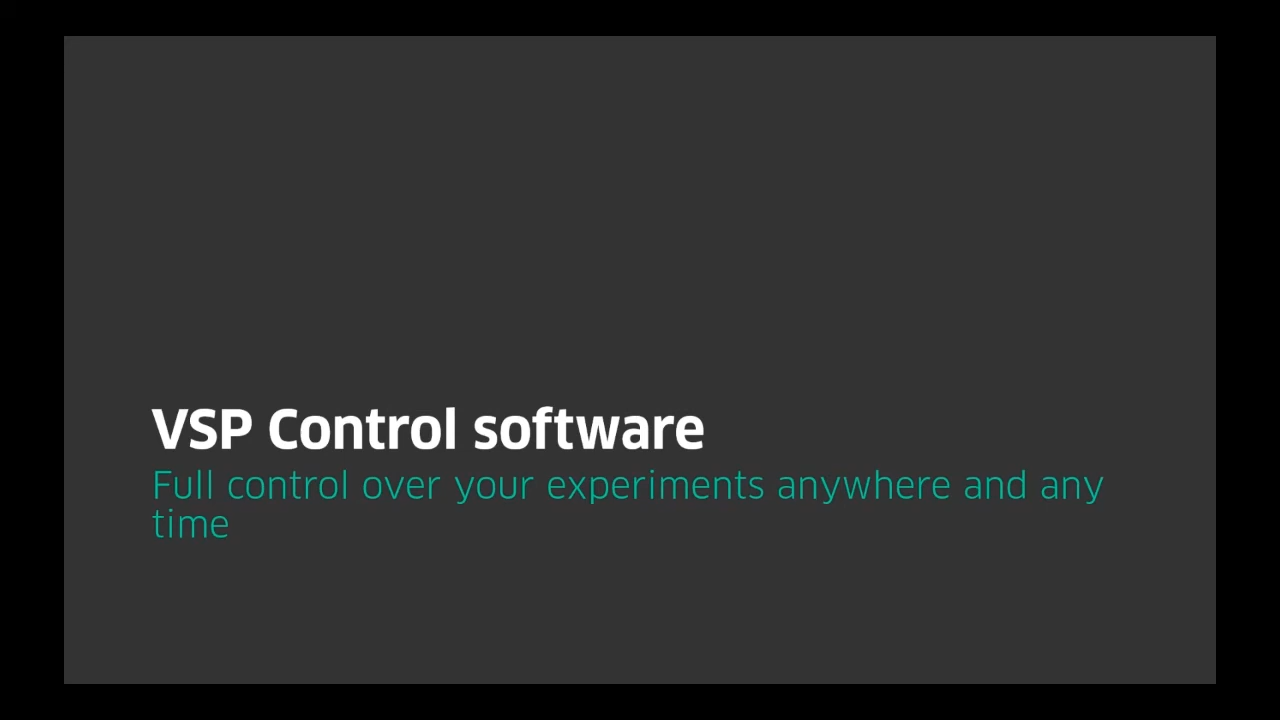 VSP Control software
Full control over your experiments anywhere and any
time